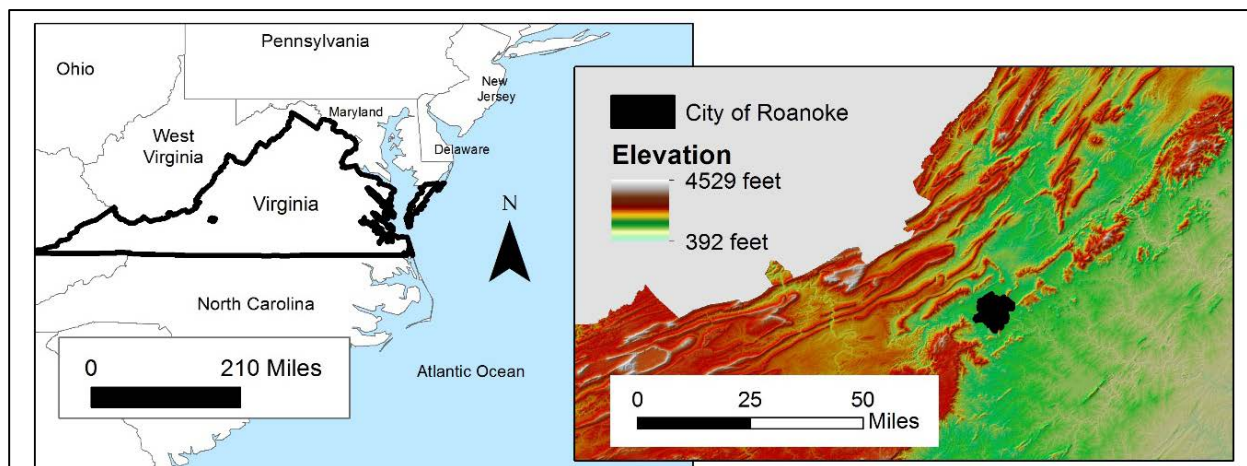 Pennsylvania
Ohio
New
Jersey
Maryland
West
Virginia
Delaware
Virginia
N
North Carolina
0 210 Miles
Atlantic Ocean
City of Roanoke
Elevation
4529 feet
392 feet
0 25 50
Miles